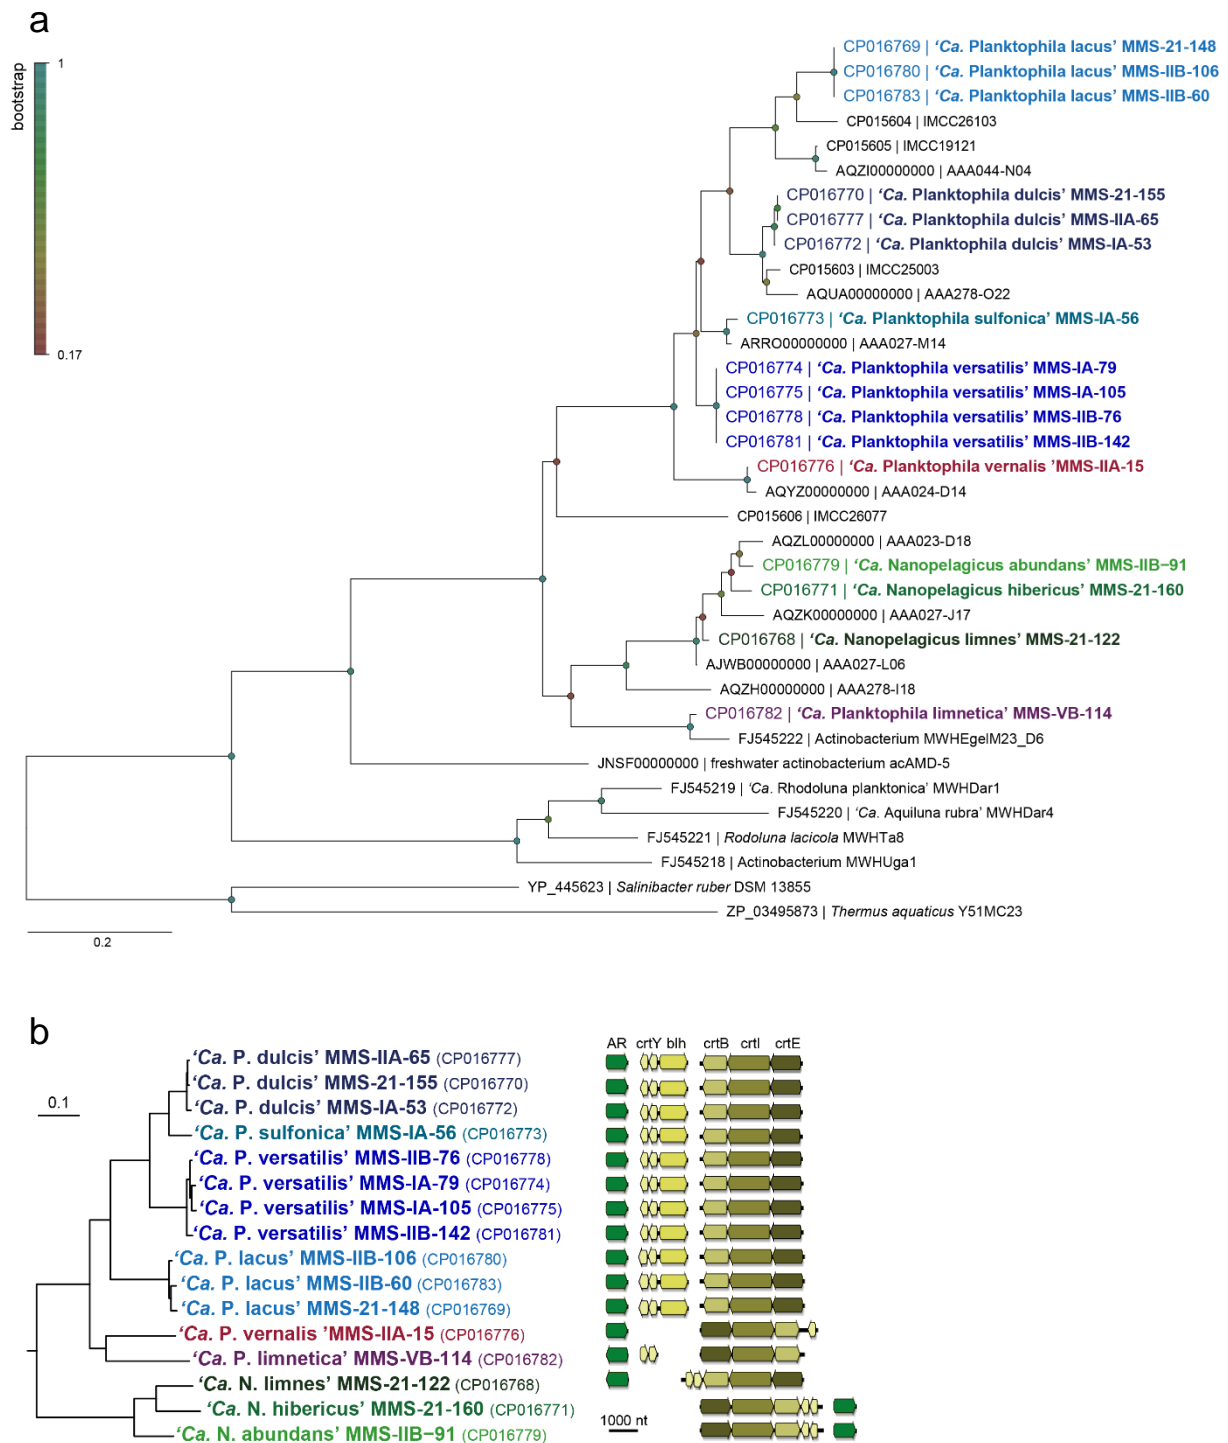 a
bootstrap
1
0.17
CP016769 | ‘Ca. Planktophila lacus’ MMS-21-148
CP016780 | ‘Ca. Planktophila lacus’ MMS-IIB-106
CP016783 | ‘Ca. Planktophila lacus’ MMS-IIB-60
CP015604 | IMCC26103
CP015605 | IMCC19121
AQZI00000000 | AAA044-N04
CP016770 | ‘Ca. Planktophila dulcis’ MMS-21-155
CP016777 | ‘Ca. Planktophila dulcis’ MMS-IIA-65
CP016772 | ‘Ca. Planktophila dulcis’ MMS-IA-53
CP015603 | IMCC25003
AQUA00000000 | AAA278-O22
CP016773 | ‘Ca. Planktophila sulfonica’ MMS-IA-56
ARRO00000000 | AAA027-M14
CP016774 | ‘Ca. Planktophila versatilis’ MMS-IA-79
CP016775 | ‘Ca. Planktophila versatilis’ MMS-IA-105
CP016778 | ‘Ca. Planktophila versatilis’ MMS-IIB-76
CP016781 | ‘Ca. Planktophila versatilis’ MMS-IIB-142
CP016776 | ‘Ca. Planktophila vernalis ’MMS-IIA-15
AQYZ00000000 | AAA024-D14
CP015606 | IMCC26077
AQZL00000000 | AAA023-D18
CP016779 | ‘Ca. Nanopelagicus abundans’ MMS-IIB−91
CP016771 | ‘Ca. Nanopelagicus hibericus’ MMS-21-160
AQZK00000000 | AAA027-J17
CP016768 | ‘Ca. Nanopelagicus limnes’ MMS-21-122
AJWB00000000 | AAA027-L06
AQZH00000000 | AAA278-I18
CP016782 | ‘Ca. Planktophila limnetica’ MMS-VB-114
FJ545222 | Actinobacterium MWHEgelM23_D6
JNSF00000000 | freshwater actinobacterium acAMD-5
FJ545219 | ‘Ca. Rhodoluna planktonica’ MWHDar1
FJ545220 | ‘Ca. Aquiluna rubra’ MWHDar4
FJ545221 | Rodoluna lacicola MWHTa8
FJ545218 | Actinobacterium MWHUga1
YP_445623 | Salinibacter ruber DSM 13855
ZP_03495873 | Thermus aquaticus Y51MC23
0.2
b
AR crtY blh crtB crtI crtE
0.1
‘Ca. P. dulcis’ MMS-IIA-65 (CP016777)
‘Ca. P. dulcis’ MMS-21-155 (CP016770)
‘Ca. P. dulcis’ MMS-IA-53 (CP016772)
‘Ca. P. sulfonica’ MMS-IA-56 (CP016773)
‘Ca. P. versatilis’ MMS-IIB-76 (CP016778)
‘Ca. P. versatilis’ MMS-IA-79 (CP016774)
‘Ca. P. versatilis’ MMS-IA-105 (CP016775)
‘Ca. P. versatilis’ MMS-IIB-142 (CP016781)
‘Ca. P. lacus’ MMS-IIB-106 (CP016780)
‘Ca. P. lacus’ MMS-IIB-60 (CP016783)
‘Ca. P. lacus’ MMS-21-148 (CP016769)
‘Ca. P. vernalis ’MMS-IIA-15 (CP016776)
‘Ca. P. limnetica’ MMS-VB-114 (CP016782)
‘Ca. N. limnes’ MMS-21-122 (CP016768)
‘Ca. N. hibericus’ MMS-21-160 (CP016771)
‘Ca. N. abundans’ MMS-IIB−91 (CP016779)
1000 nt